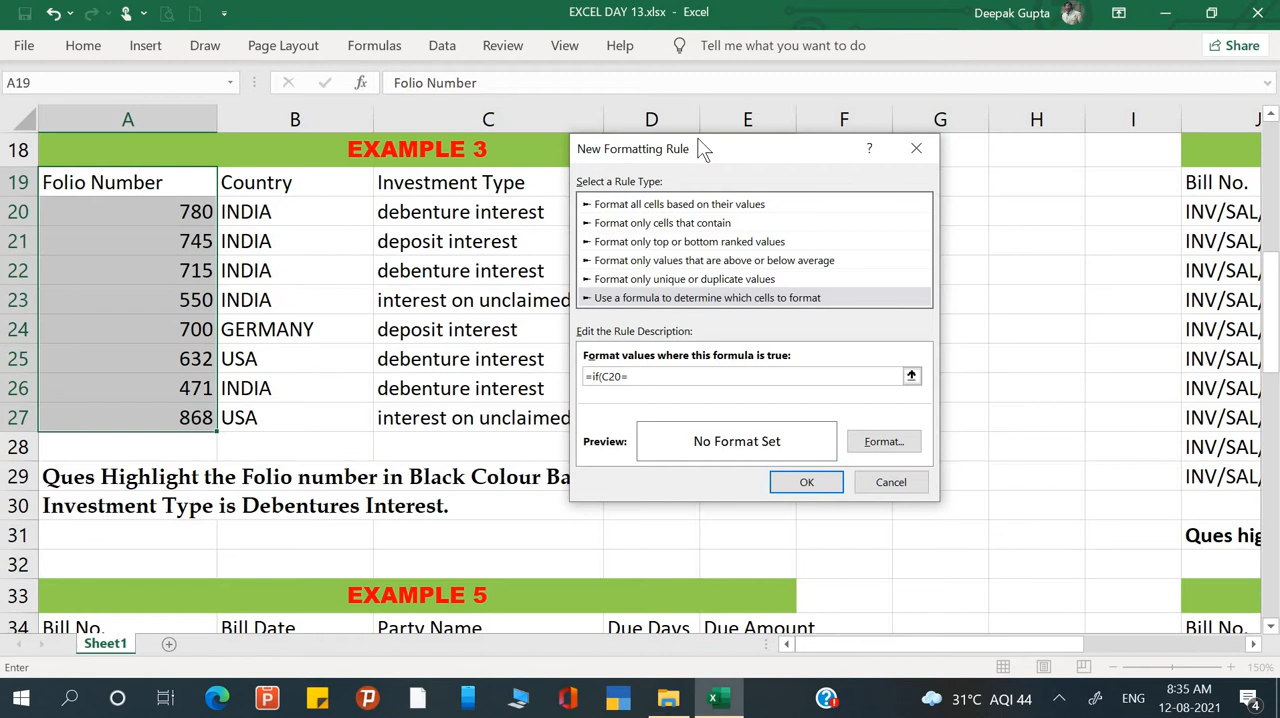 EXCEL DAY 13.xlsx - Excel
Deepak Gupta
File Home Insert Draw Page Layout Formulas Data Review View Help Tell me what you want to do Share
A19 fx Folio Number
A B C D E F G H I J
18 EXAMPLE 3
19 Folio Number Country Investment Type Bill No.
20 780 INDIA debenture interest INV/SAL/
21 745 INDIA deposit interest INV/SAL/
22 715 INDIA debenture interest INV/SAL/
23 550 INDIA interest on unclaimed INV/SAL/
24 700 GERMANY deposit interest INV/SAL/
25 632 USA debenture interest INV/SAL/
26 471 INDIA debenture interest INV/SAL/
27 868 USA interest on unclaimed INV/SAL/
28 INV/SAL/
29 Ques Highlight the Folio number in Black Colour Ba INV/SAL/
30 Investment Type is Debentures Interest.
31 Ques hig
32
33 EXAMPLE 5
34 Bill No. Bill Date Party Name Due Days Due Amount Bill No.
New Formatting Rule ?
Select a Rule Type:
► Format all cells based on their values
► Format only cells that contain
► Format only top or bottom ranked values
► Format only values that are above or below average
► Format only unique or duplicate values
► Use a formula to determine which cells to format
Edit the Rule Description:
Format values where this formula is true:
=if(C20=
Preview: No Format Set Format...
OK Cancel
Sheet1
Enter 150%
31°C AQI 44 ENG 8:35 AM
12-08-2021 4